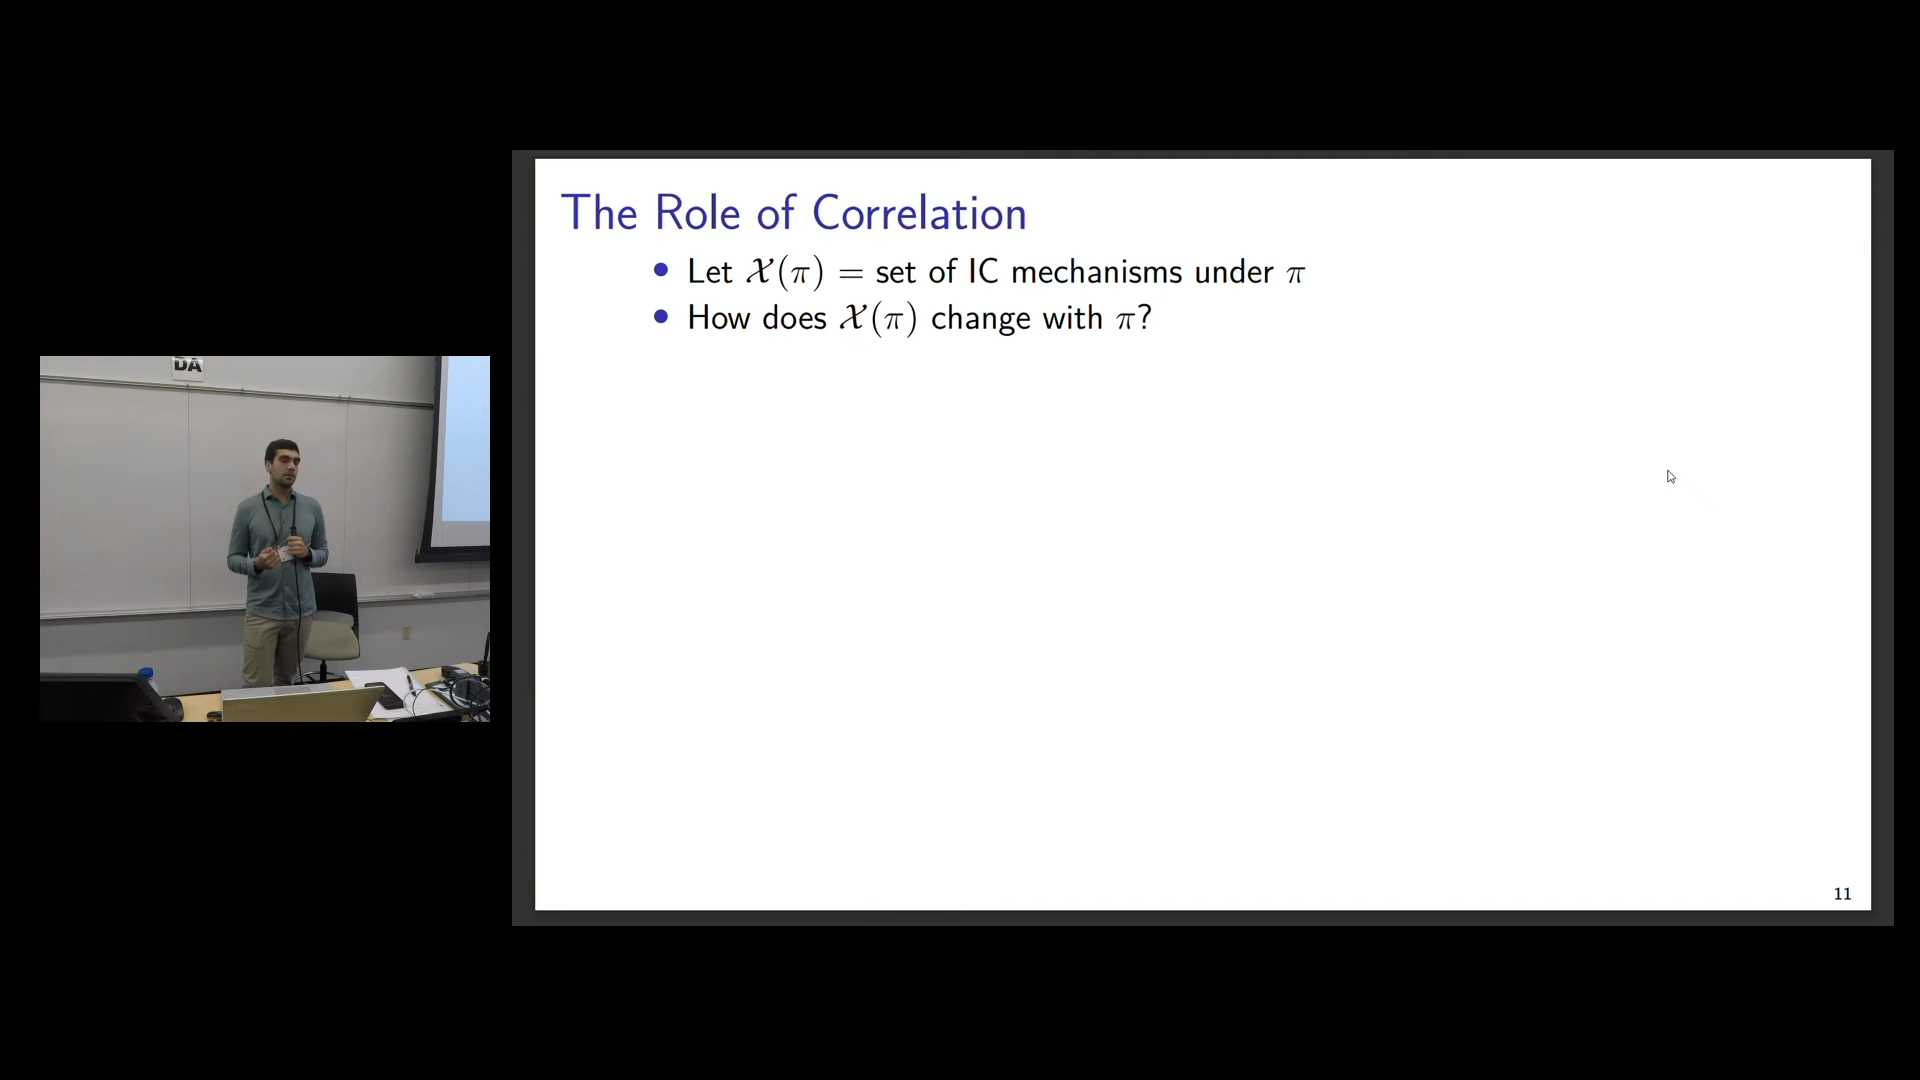 DA
The Role of Correlation
• Let 𝒳(π) = set of IC mechanisms under π
• How does 𝒳(π) change with π?
11